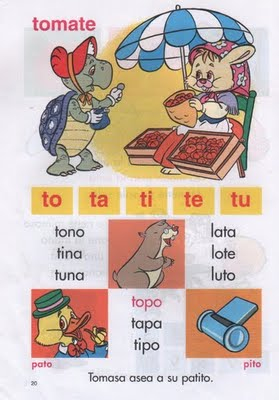 tomate
to ta ti te tu
tono lata
tina lote
tuna luto
topo
tapa
tipo
pato pito
Tomasa asea a su patito.
20